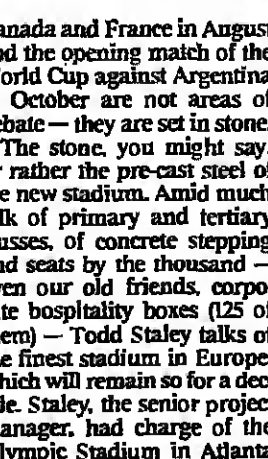 anada and France in August
nd the opening match of the
orld Cup against Argentina
October are not areas of
ebate — they are set in stone.
The stone, you might say,
r rather the pre-cast steel of
e new stadium. Amid much
lk of primary and tertiary
usses, of concrete stepping
nd seats by the thousand —
ven our old friends, corpo
te bospitality boxes (125 of
em) — Todd Staley talks of
e finest stadium in Europe,
hich will remain so for a dec
de. Staley, the senior projec
anager, had charge of the
lympic Stadium in Atlanta